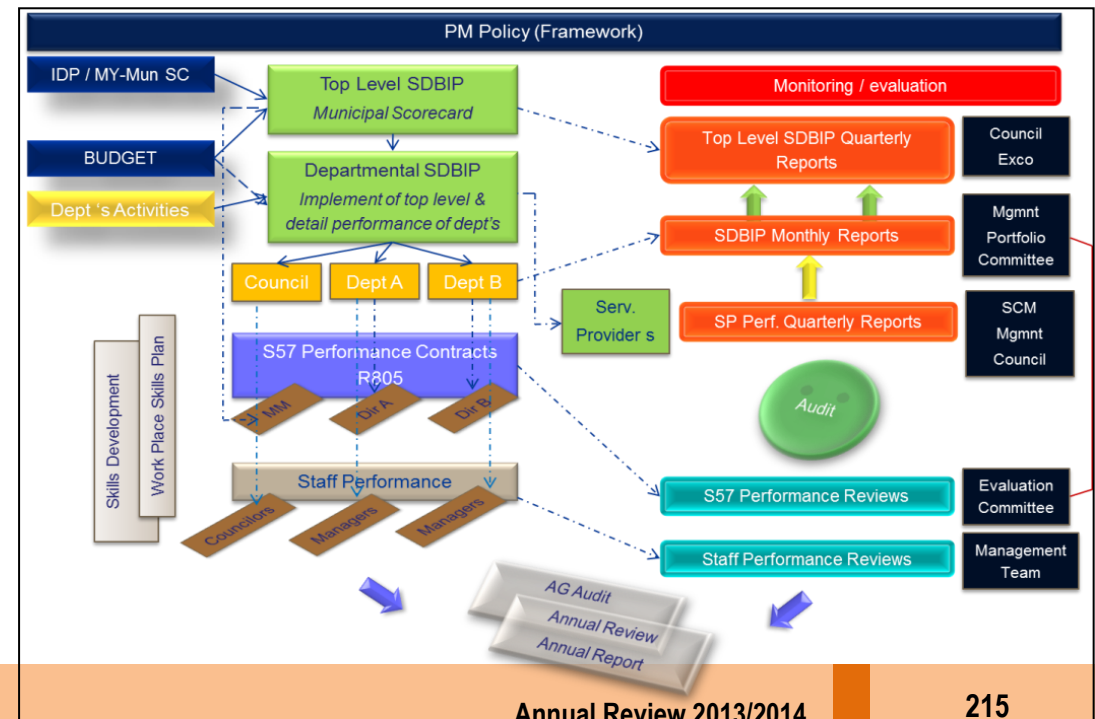 PM Policy (Framework)
IDP / MY-Mun SC
BUDGET
Dept 's Activities
Top Level SDBIP
Municipal Scorecard
Departmental SDBIP
Implement of top level &
detail performance of dept's
Council
Dept A
Dept B
Serv.
Provider s
S57 Performance Contracts
R805
MM
Dir A
Dir B
Staff Performance
Councilors
Managers
Managers
Skills Development
Work Place Skills Plan
Monitoring / evaluation
Top Level SDBIP Quarterly
Reports
Council
Exco
SDBIP Monthly Reports
Mgmnt
Portfolio
Committee
SP Perf. Quarterly Reports
SCM
Mgmnt
Council
Audit
S57 Performance Reviews
Evaluation
Committee
Staff Performance Reviews
Management
Team
AG Audit
Annual Review
Annual Report
Annual Review 2013/2014
215